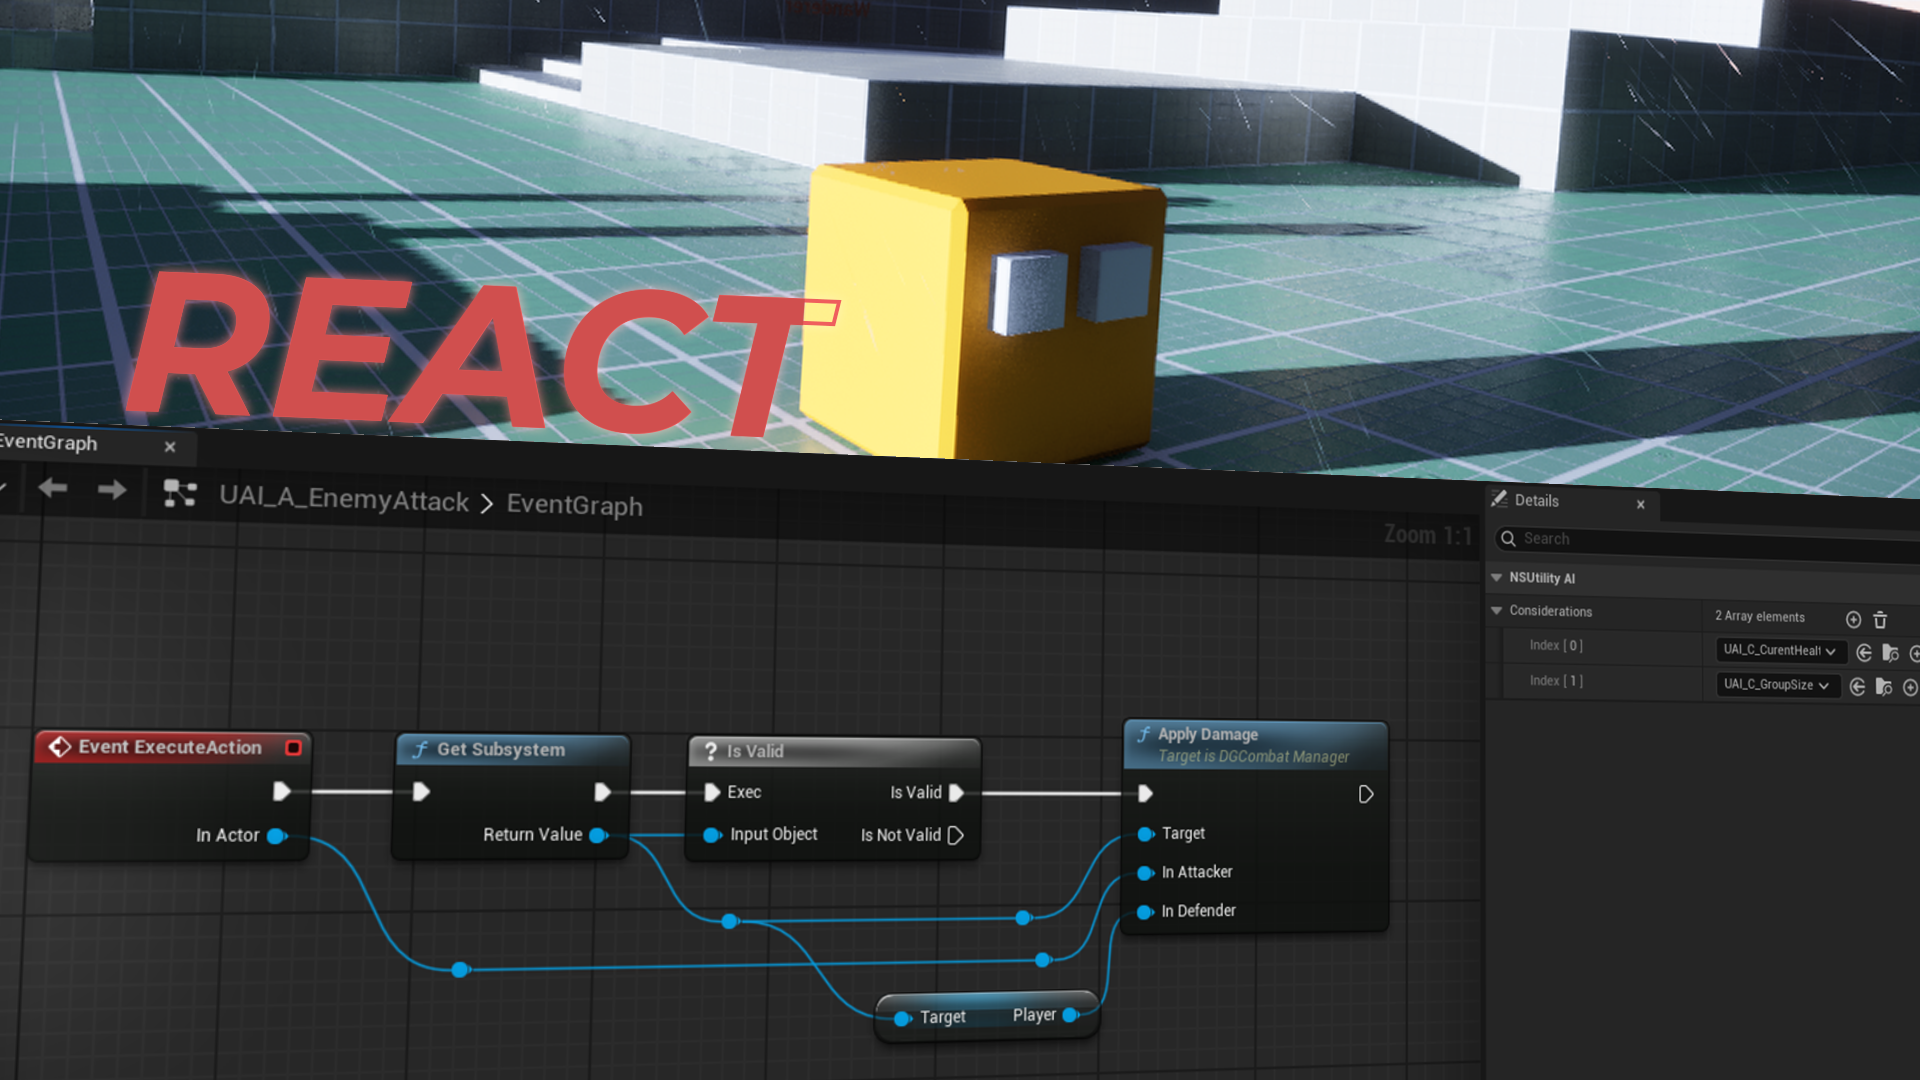 REACT
EventGraph
UAI_A_EnemyAttack > EventGraph
Zoom 1:1
Details
Search
NSUtility AI
Considerations
2 Array elements
Index [ 0 ]
UAI_C_CurentHealt
Index [ 1 ]
UAI_C_GroupSize
Event ExecuteAction
In Actor
f Get Subsystem
Return Value
? Is Valid
Exec
Is Valid
Input Object
Is Not Valid
f Apply Damage
Target is DGCombat Manager
Target
In Attacker
In Defender
Target
Player